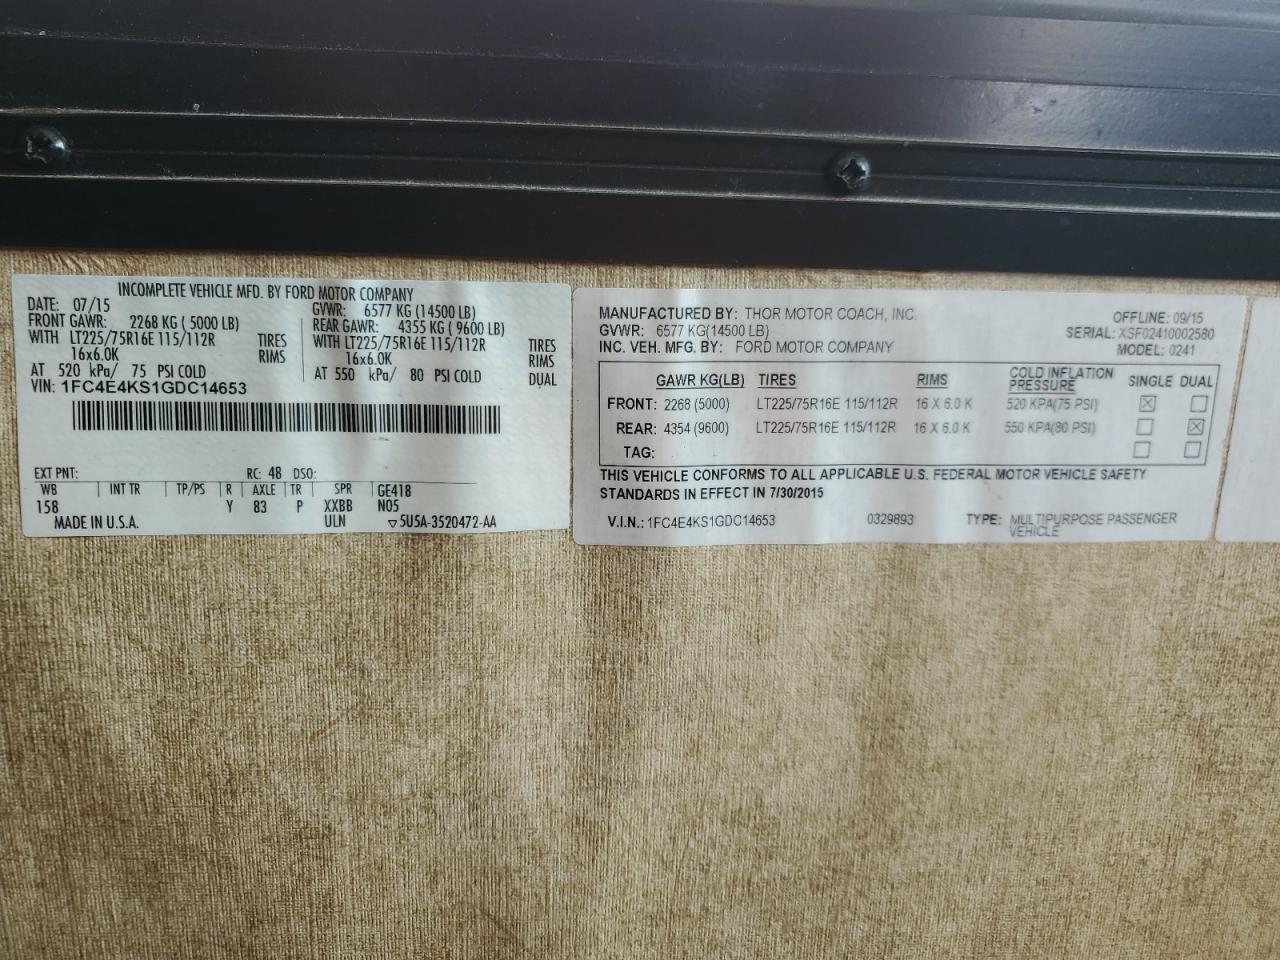 INCOMPLETE VEHICLE MFD. BY FORD MOTOR COMPANY
DATE: 07/15 GVWR: 6577 KG (14500 LB)
FRONT GAWR: 2268 KG ( 5000 LB) REAR GAWR: 4355 KG ( 9600 LB)
WITH LT225/75R16E 115/112R TIRES WITH LT225/75R16E 115/112R TIRES
16x6.0K RIMS 16x6.0K RIMS
AT 520 kPa/ 75 PSI COLD AT 550 kPa/ 80 PSI COLD DUAL
VIN: 1FC4E4KS1GDC14653
EXT PNT: RC: 48 DSO:
WB INT TR TP/PS R AXLE TR SPR GE418
158 Y 83 P XXBB N05
MADE IN U.S.A. ULN ▽5U5A-3520472-AA
MANUFACTURED BY: THOR MOTOR COACH, INC. OFFLINE: 09/15
GVWR: 6577 KG(14500 LB) SERIAL: XSF02410002580
INC. VEH. MFG. BY: FORD MOTOR COMPANY MODEL: 0241
GAWR KG(LB) TIRES RIMS COLD INFLATION PRESSURE SINGLE DUAL
FRONT: 2268 (5000) LT225/75R16E 115/112R 16 X 6.0 K 520 KPA(75 PSI) ☒ ☐
REAR: 4354 (9600) LT225/75R16E 115/112R 16 X 6.0 K 550 KPA(80 PSI) ☐ ☒
TAG: ☐ ☐
THIS VEHICLE CONFORMS TO ALL APPLICABLE U.S. FEDERAL MOTOR VEHICLE SAFETY
STANDARDS IN EFFECT IN 7/30/2015
V.I.N.: 1FC4E4KS1GDC14653 0329893 TYPE: MULTIPURPOSE PASSENGER
VEHICLE